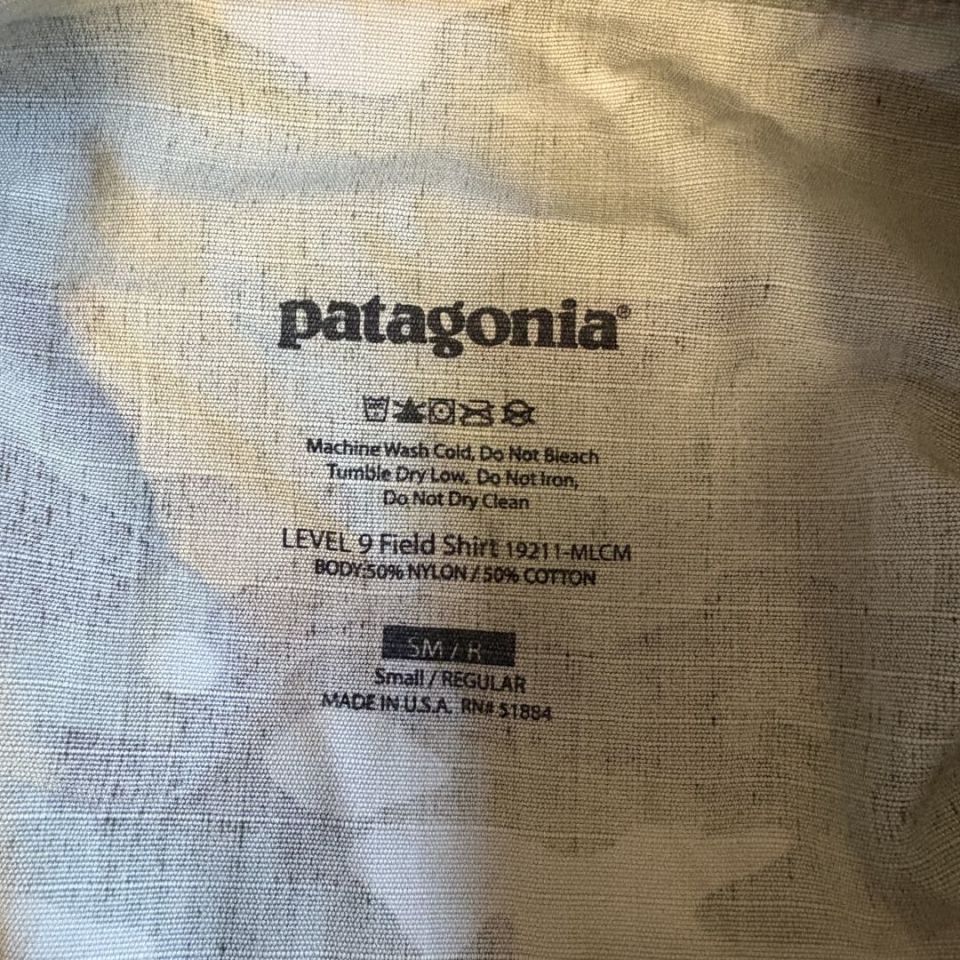 patagonia®
Machine Wash Cold, Do Not Bleach
Tumble Dry Low, Do Not Iron,
Do Not Dry Clean
LEVEL 9 Field Shirt 19211-MLCM
BODY:50% NYLON / 50% COTTON
SM / R
Small / REGULAR
MADE IN U.S.A. RN# 51884